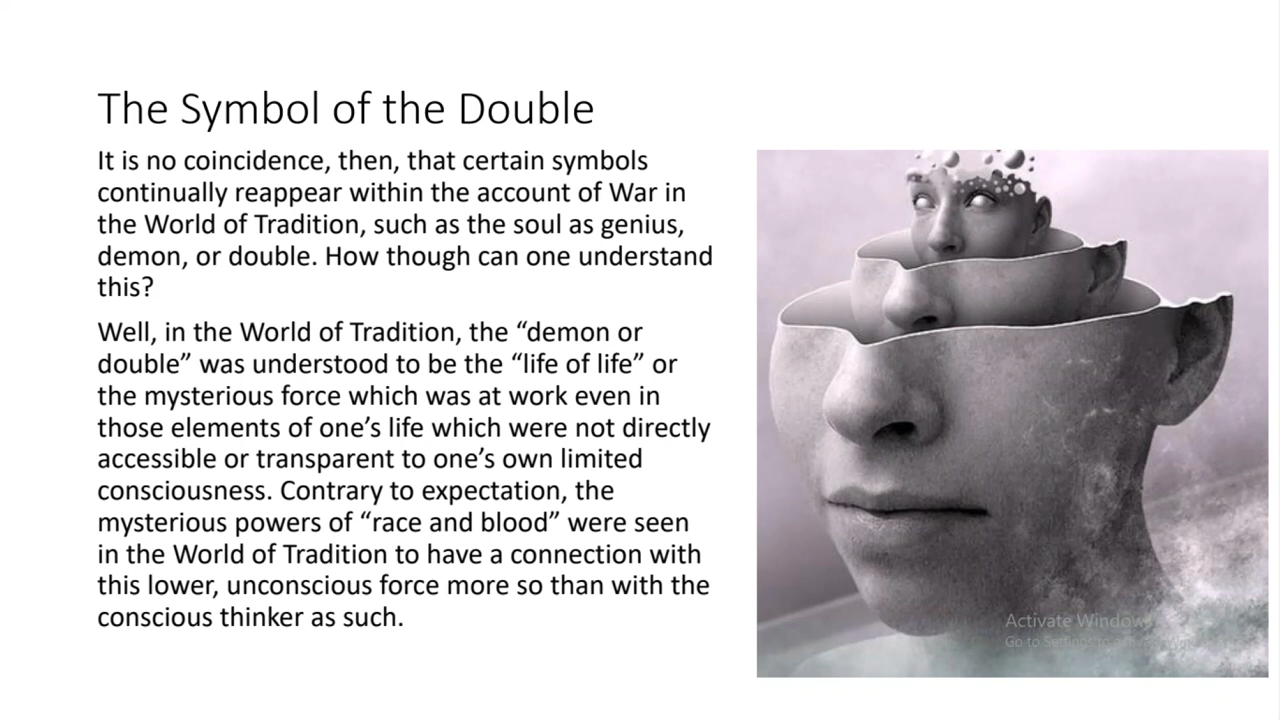 The Symbol of the Double
It is no coincidence, then, that certain symbols
continually reappear within the account of War in
the World of Tradition, such as the soul as genius,
demon, or double. How though can one understand
this?
Well, in the World of Tradition, the “demon or
double” was understood to be the “life of life” or
the mysterious force which was at work even in
those elements of one’s life which were not directly
accessible or transparent to one’s own limited
consciousness. Contrary to expectation, the
mysterious powers of “race and blood” were seen
in the World of Tradition to have a connection with
this lower, unconscious force more so than with the
conscious thinker as such.
Activate Windows
Go to Settings to